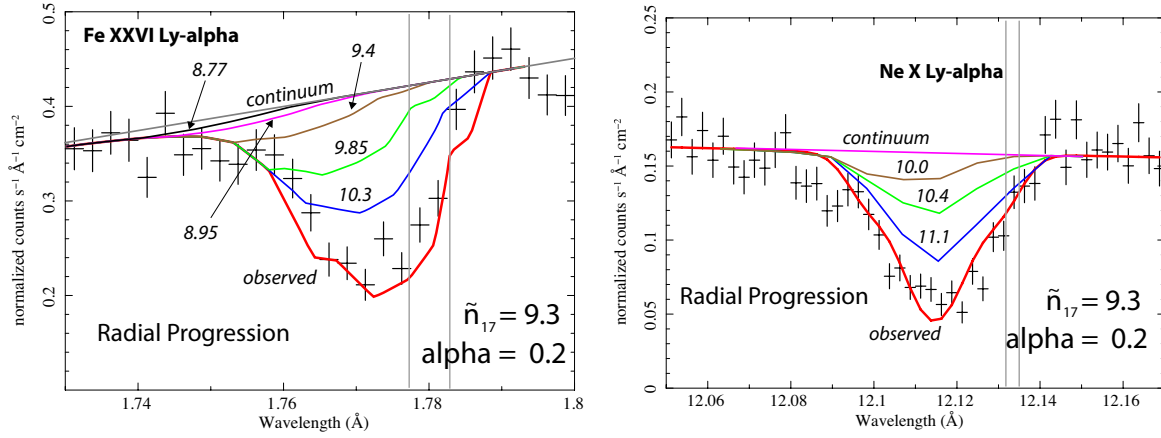 Fe XXVI Ly-alpha
8.77
9.4
continuum
9.85
10.3
8.95
observed
Radial Progression
ñ₁₇ = 9.3
alpha = 0.2
0.5
0.4
0.3
0.2
normalized counts s⁻¹ Å⁻¹ cm⁻²
1.74
1.76
1.78
1.8
Wavelength (Å)
Ne X Ly-alpha
continuum
10.0
10.4
11.1
observed
Radial Progression
ñ₁₇ = 9.3
alpha = 0.2
0.25
0.2
0.15
0.1
0.05
0
normalized counts s⁻¹ Å⁻¹ cm⁻²
12.06
12.08
12.1
12.12
12.14
12.16
Wavelength (Å)